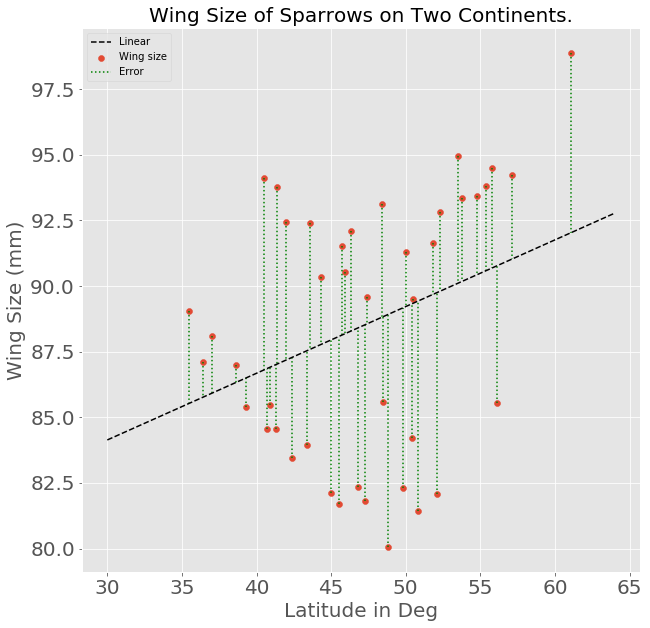 Wing Size of Sparrows on Two Continents.
Linear
Wing size
Error
97.5
95.0
92.5
90.0
87.5
85.0
82.5
80.0
Wing Size (mm)
30 35 40 45 50 55 60 65
Latitude in Deg